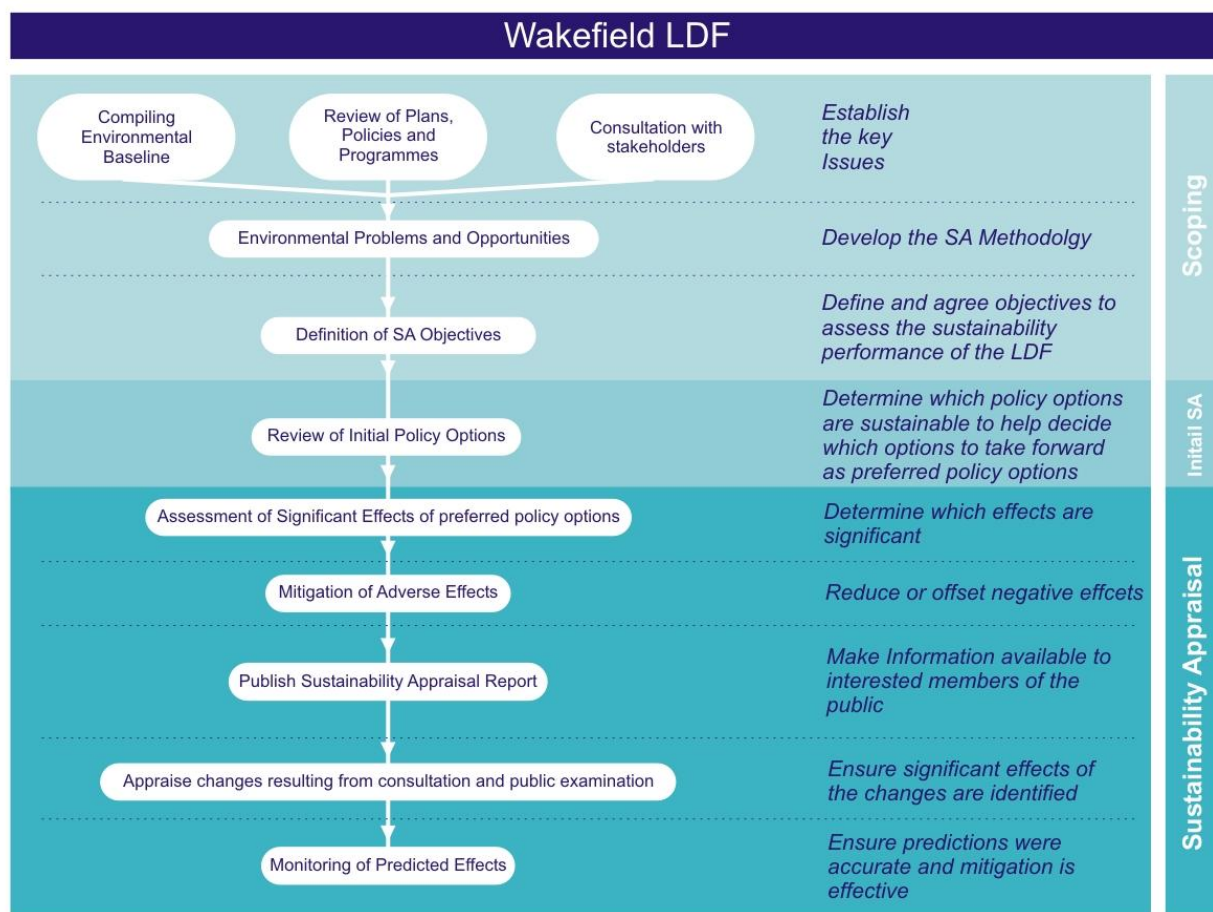 Wakefield LDF
Compiling
Environmental
Baseline
Review of Plans,
Policies and
Programmes
Consultation with
stakeholders
Establish
the key
Issues
Environmental Problems and Opportunities
Develop the SA Methodolgy
Definition of SA Objectives
Define and agree objectives to
assess the sustainability
performance of the LDF
Scoping
Review of Initial Policy Options
Determine which policy options
are sustainable to help decide
which options to take forward
as preferred policy options
Initail SA
Assessment of Significant Effects of preferred policy options
Determine which effects are
significant
Mitigation of Adverse Effects
Reduce or offset negative effcets
Publish Sustainability Appraisal Report
Make Information available to
interested members of the
public
Appraise changes resulting from consultation and public examination
Ensure significant effects of
the changes are identified
Monitoring of Predicted Effects
Ensure predictions were
accurate and mitigation is
effective
Sustainability Appraisal